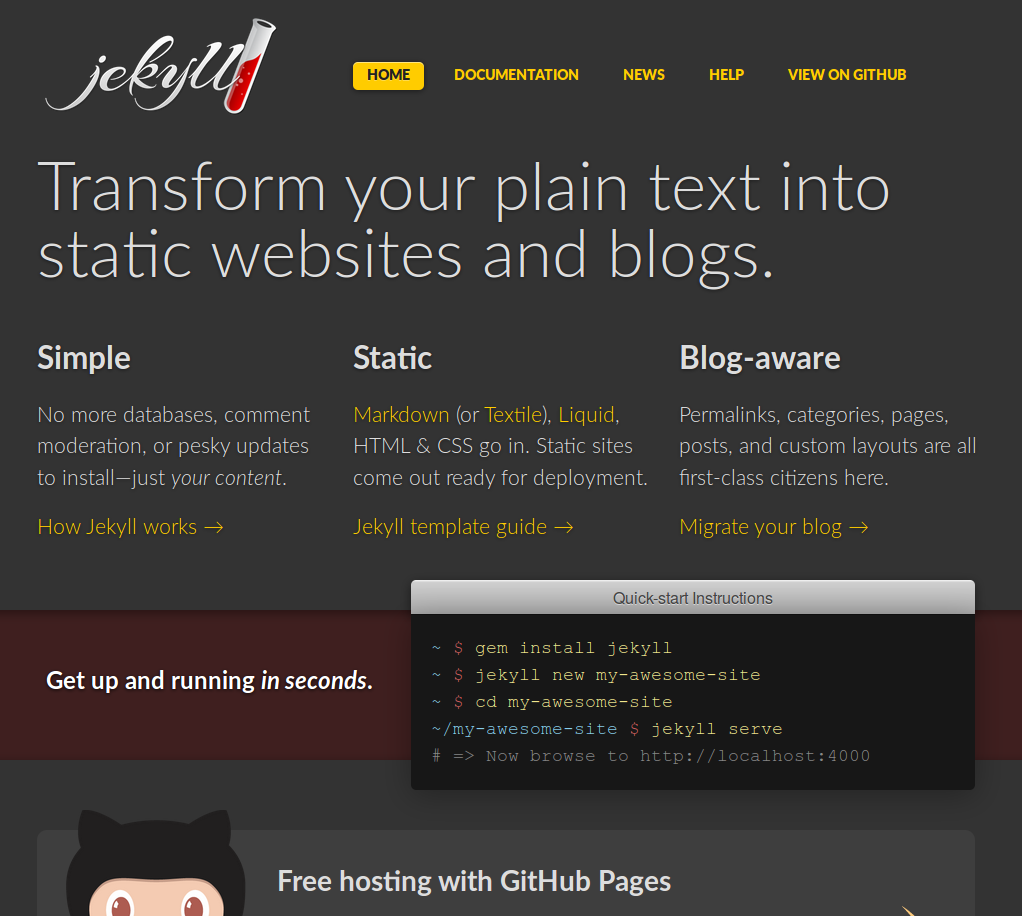 jekyll
HOME DOCUMENTATION NEWS HELP VIEW ON GITHUB
Transform your plain text into
static websites and blogs.
Simple
No more databases, comment
moderation, or pesky updates
to install—just your content.
How Jekyll works →
Static
Markdown (or Textile), Liquid,
HTML & CSS go in. Static sites
come out ready for deployment.
Jekyll template guide →
Blog-aware
Permalinks, categories, pages,
posts, and custom layouts are all
first-class citizens here.
Migrate your blog →
Get up and running in seconds.
Quick-start Instructions
~ $ gem install jekyll
~ $ jekyll new my-awesome-site
~ $ cd my-awesome-site
~/my-awesome-site $ jekyll serve
# => Now browse to http://localhost:4000
Free hosting with GitHub Pages